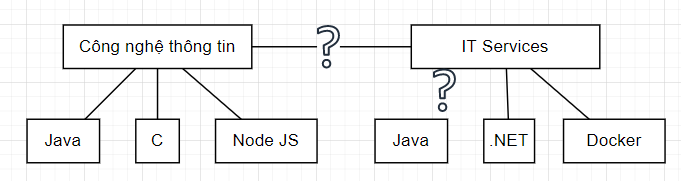 Công nghệ thông tin
?
IT Services
?
Java
C
Node JS
Java
.NET
Docker